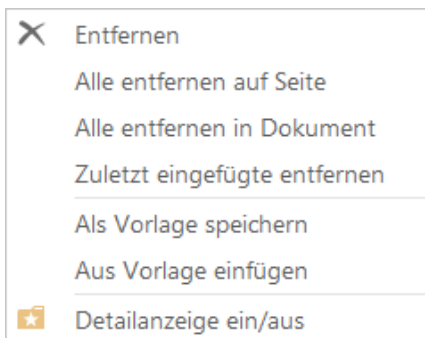 Entfernen
Alle entfernen auf Seite
Alle entfernen in Dokument
Zuletzt eingefügte entfernen
Als Vorlage speichern
Aus Vorlage einfügen
Detailanzeige ein/aus